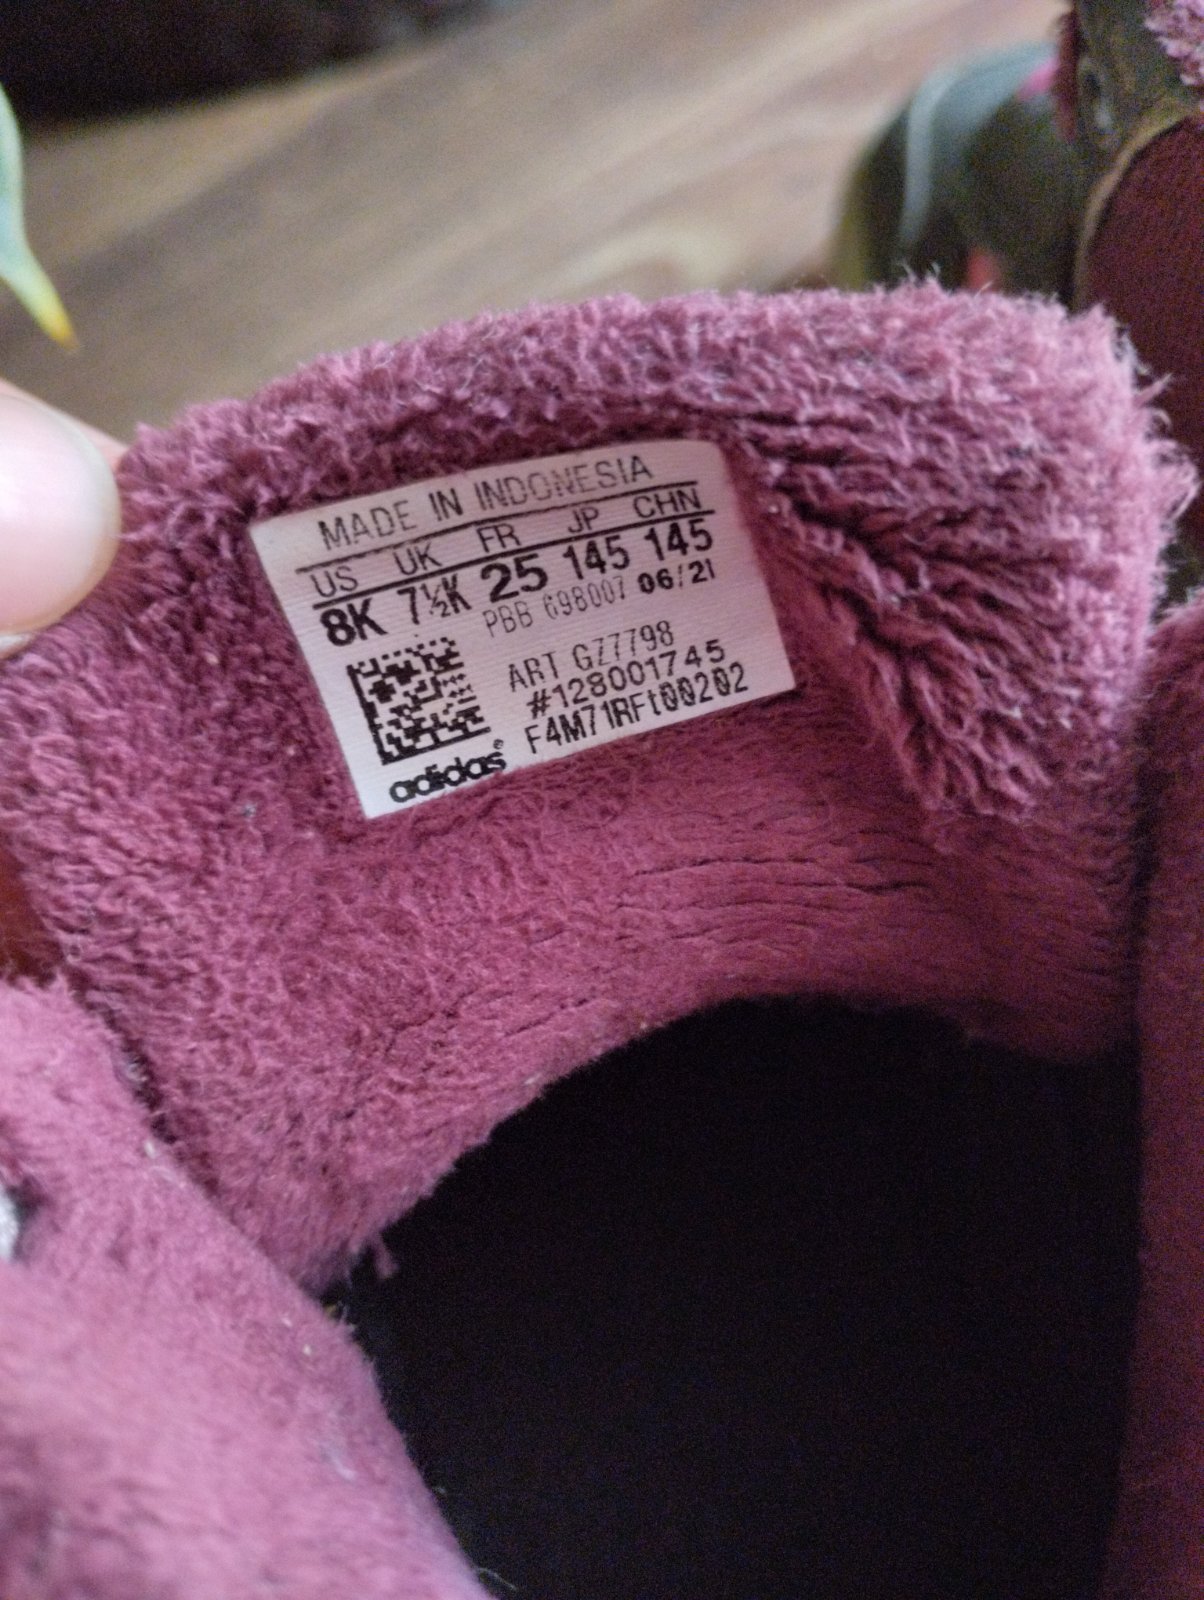 MADE IN INDONESIA
US UK FR JP CHN
8K 7½K 25 145 145
PBB 698007 06/21
ART GZ7798
#128001745
F4M71RFt00202
adidas®